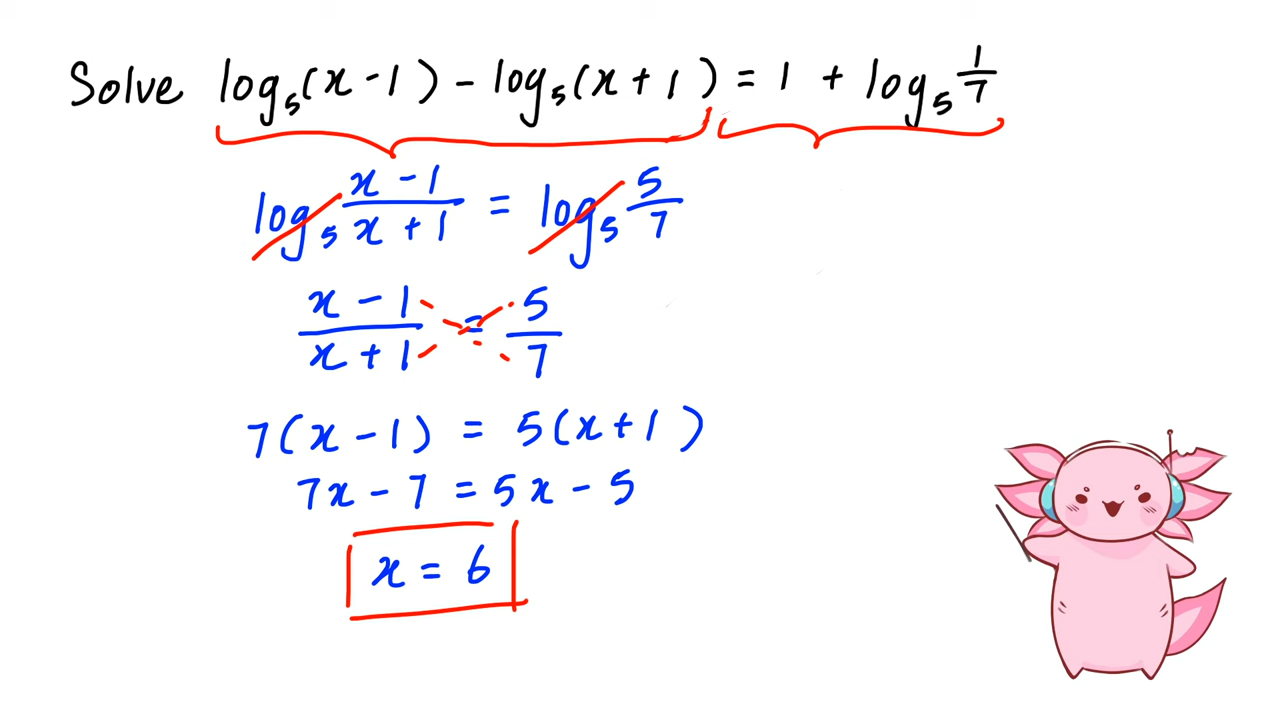 Solve log₅(x - 1) - log₅(x + 1) = 1 + log₅ 1/7
log₅ (x - 1)/(x + 1) = log₅ 5/7
(x - 1)/(x + 1) = 5/7
7(x - 1) = 5(x + 1)
7x - 7 = 5x - 5
x = 6